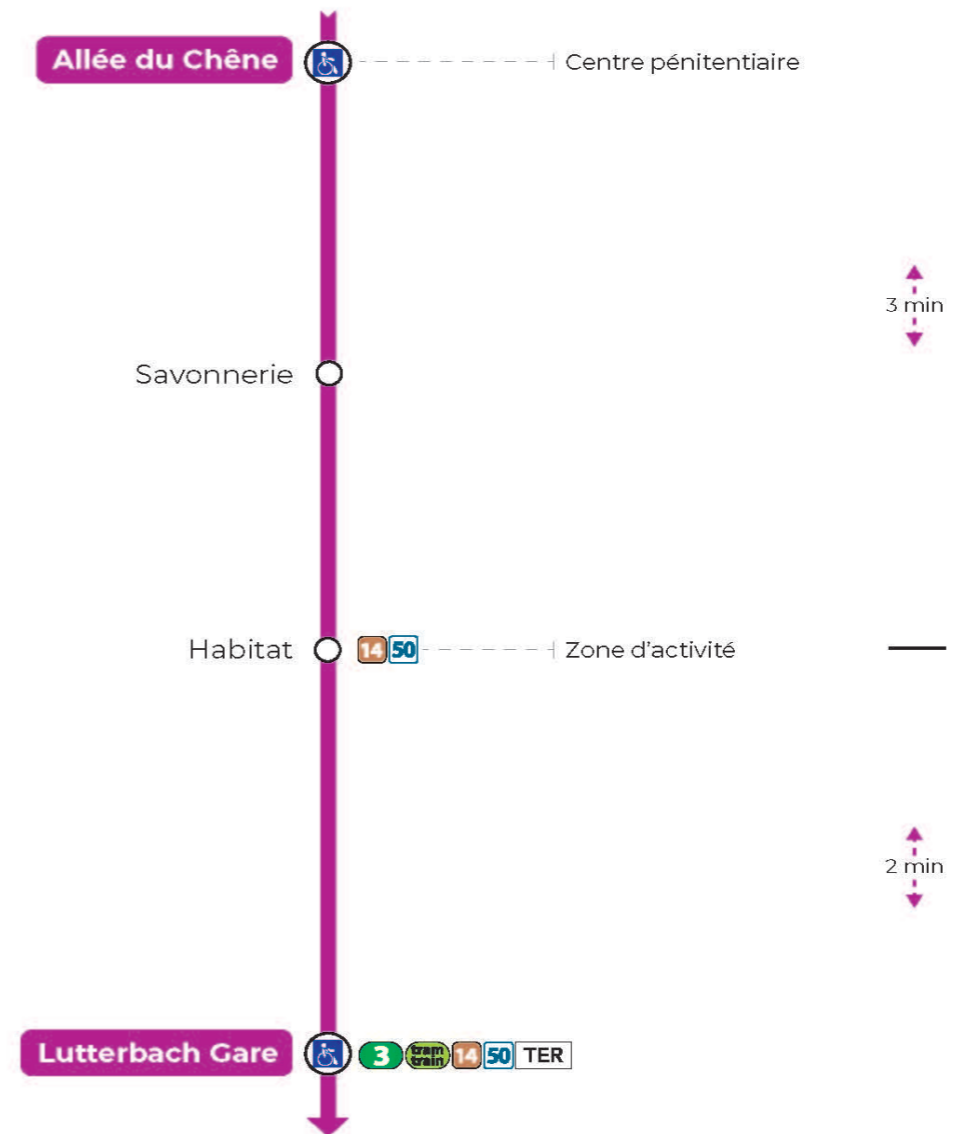 Allée du Chêne
Centre pénitentiaire
3 min
Savonnerie
Habitat 14 50 Zone d'activité
2 min
Lutterbach Gare 3 tram train 14 50 TER